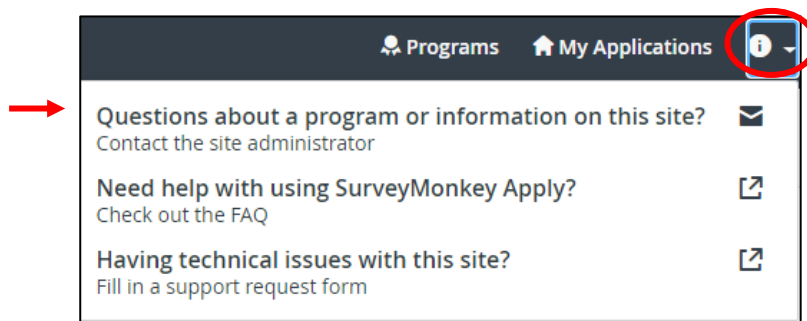 Programs My Applications
Questions about a program or information on this site?
Contact the site administrator
Need help with using SurveyMonkey Apply?
Check out the FAQ
Having technical issues with this site?
Fill in a support request form